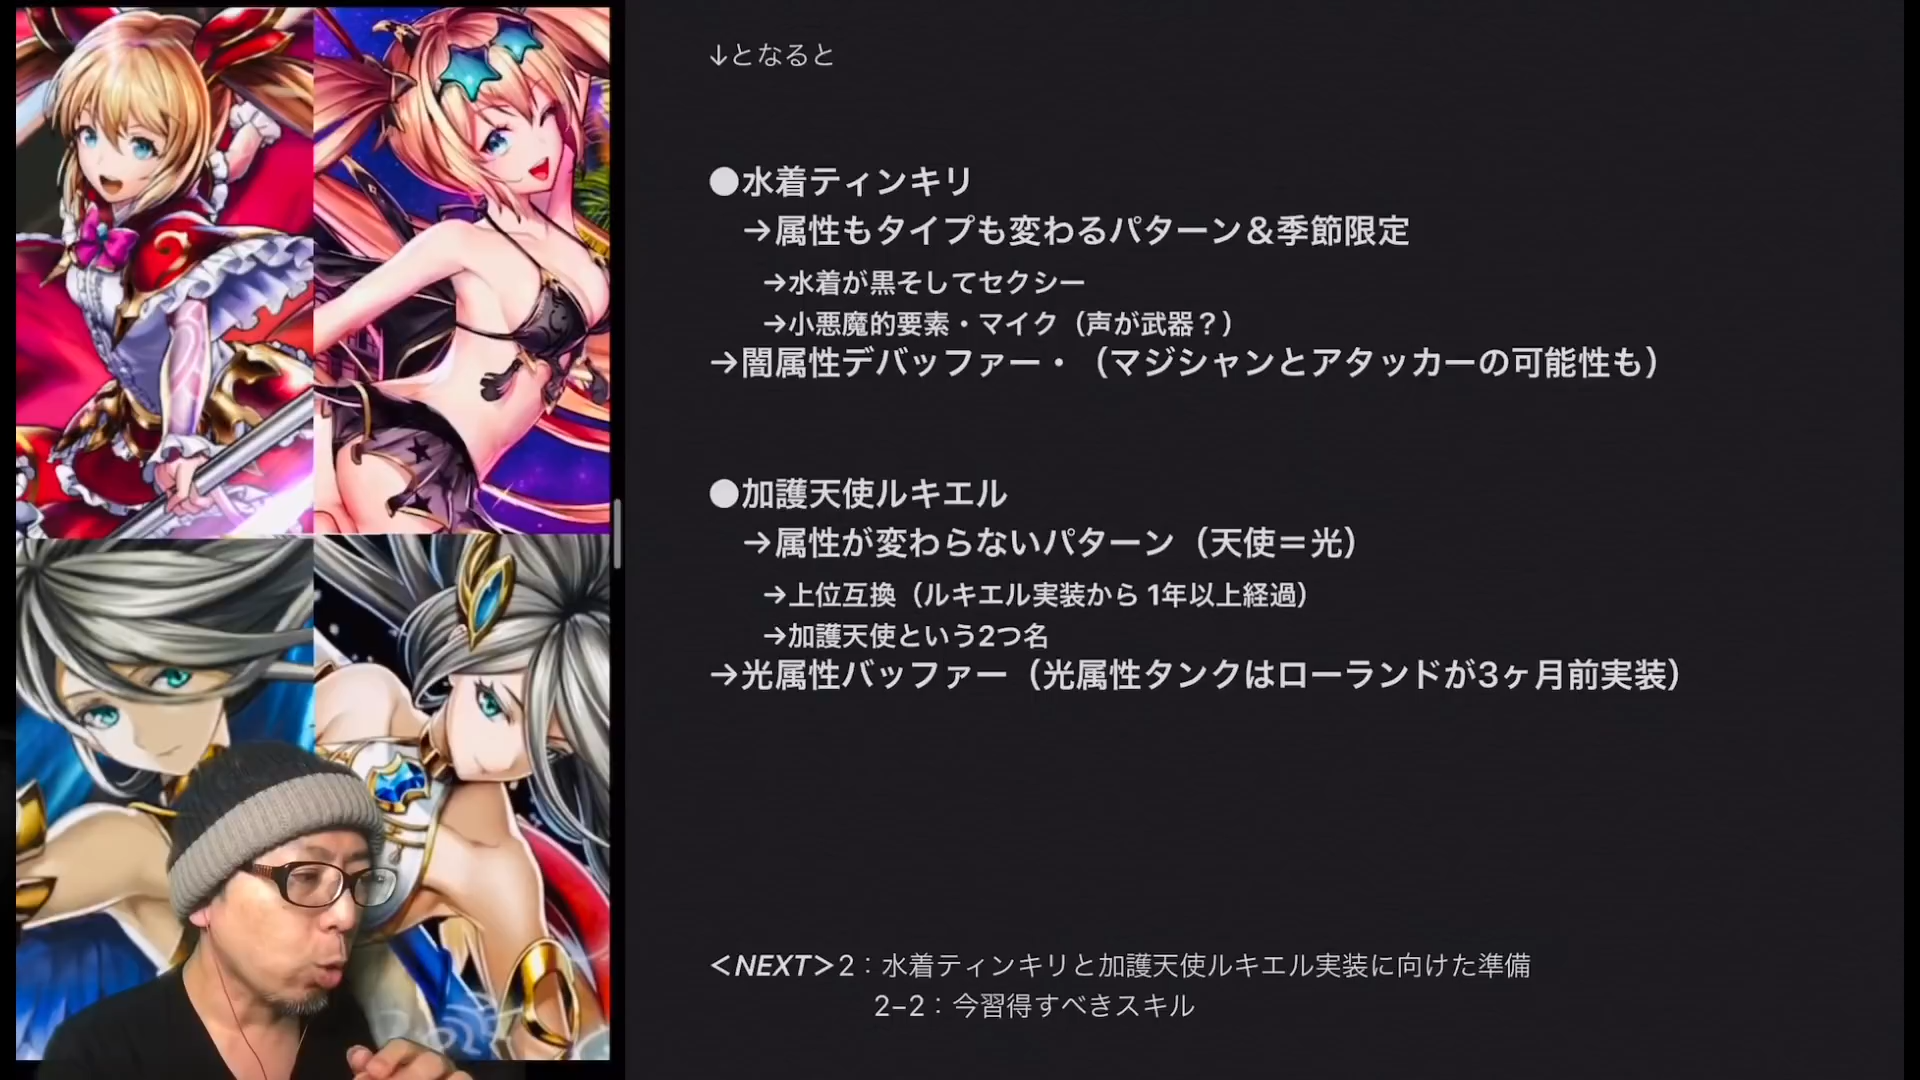 ↓となると
●水着ティンキリ
→属性もタイプも変わるパターン＆季節限定
→水着が黒そしてセクシー
→小悪魔的要素・マイク（声が武器？）
→闇属性デバッファー・（マジシャンとアタッカーの可能性も）
●加護天使ルキエル
→属性が変わらないパターン（天使＝光）
→上位互換（ルキエル実装から 1年以上経過）
→加護天使という2つ名
→光属性バッファー（光属性タンクはローランドが3ヶ月前実装）
＜NEXT＞2：水着ティンキリと加護天使ルキエル実装に向けた準備
2−2：今習得すべきスキル